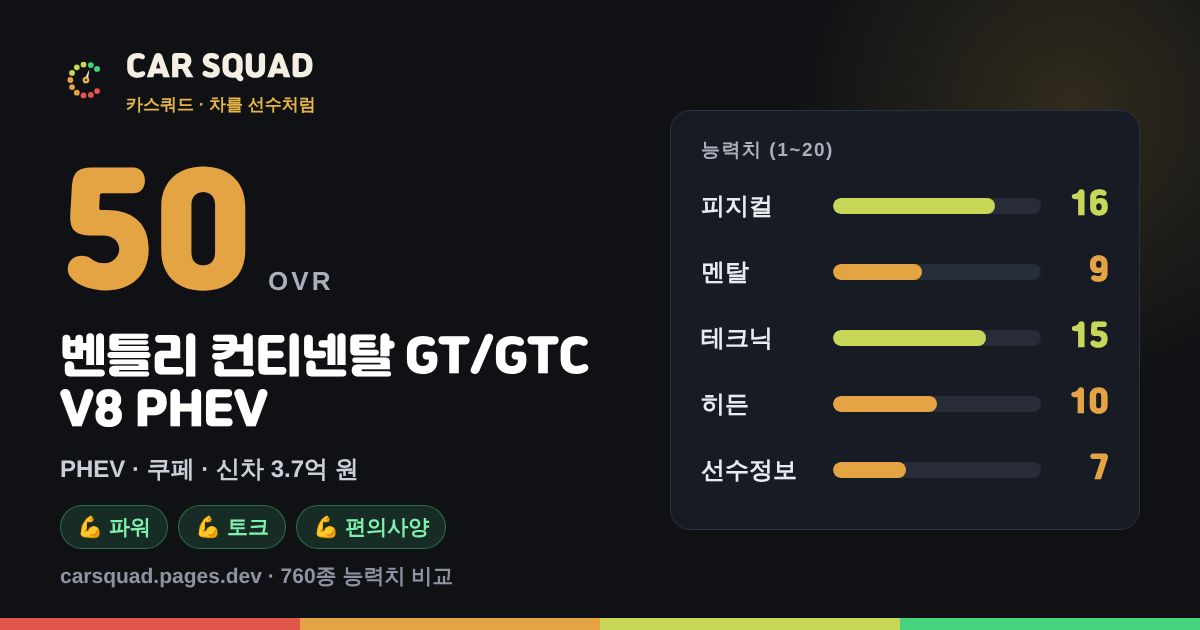 CAR SQUAD
카스쿼드 · 차를 선수처럼
50 OVR
벤틀리 컨티넨탈 GT/GTC
V8 PHEV
PHEV · 쿠페 · 신차 3.7억 원
💪 파워 💪 토크 💪 편의사양
carsquad.pages.dev · 760종 능력치 비교
능력치 (1~20)
피지컬 16
멘탈 9
테크닉 15
히든 10
선수정보 7